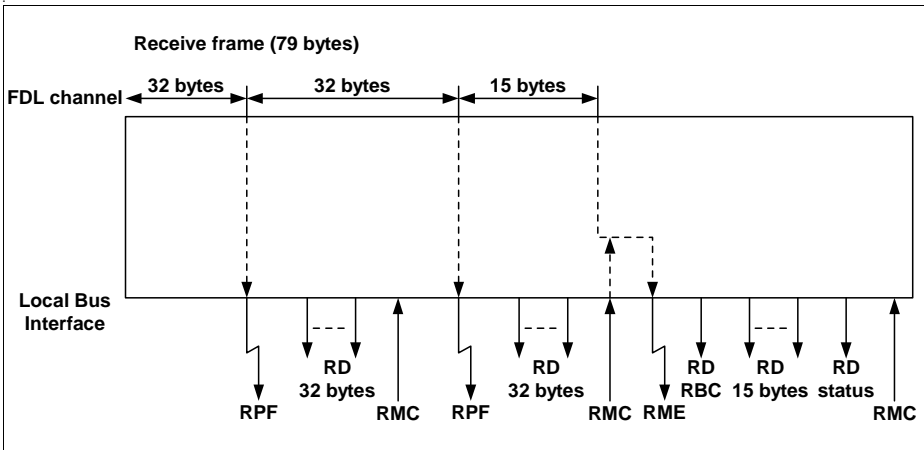 Receive frame (79 bytes)
32 bytes 32 bytes 15 bytes
FDL channel
Local Bus
Interface
RD RD RD RD RD
32 bytes 32 bytes RBC 15 bytes status
RPF RMC RPF RMC RME RMC